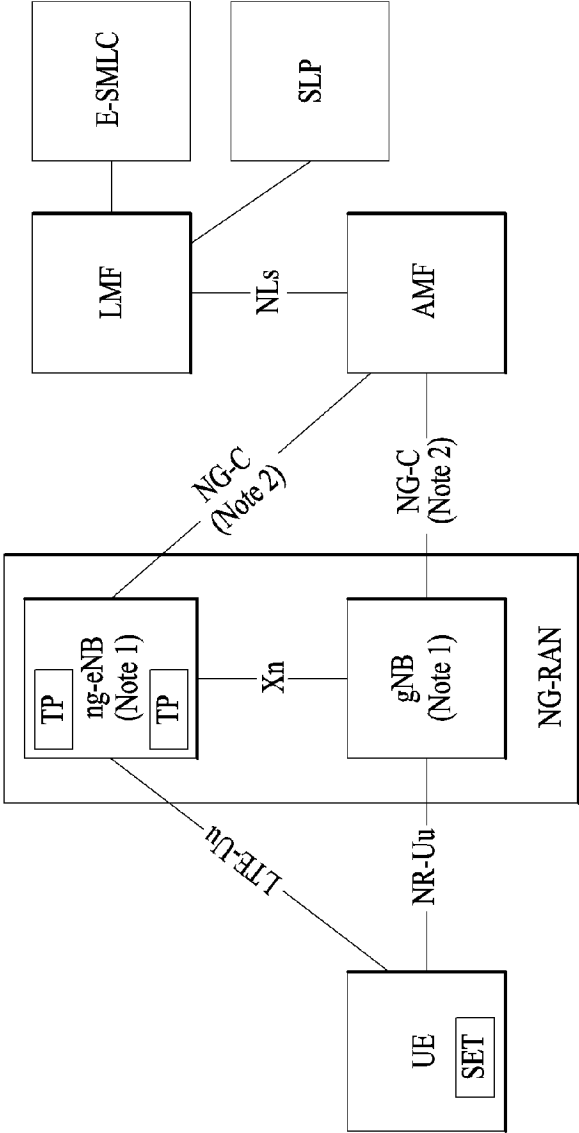 UE
SET
LTE-Uu
NR-Uu
TP
ng-eNB
(Note 1)
TP
Xn
gNB
(Note 1)
NG-RAN
NG-C
(Note 2)
NG-C
(Note 2)
LMF
NLs
AMF
E-SMLC
SLP